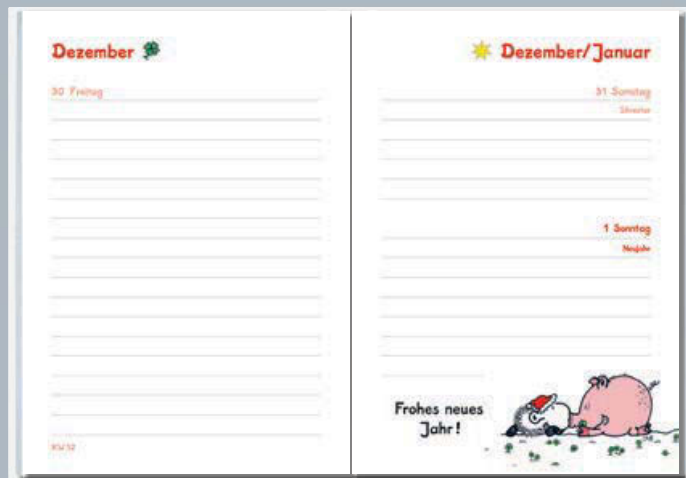 Dezember
30 Freitag
KW 52
Dezember/Januar
31 Samstag
Silvester
1 Sonntag
Neujahr
Frohes neues
Jahr!